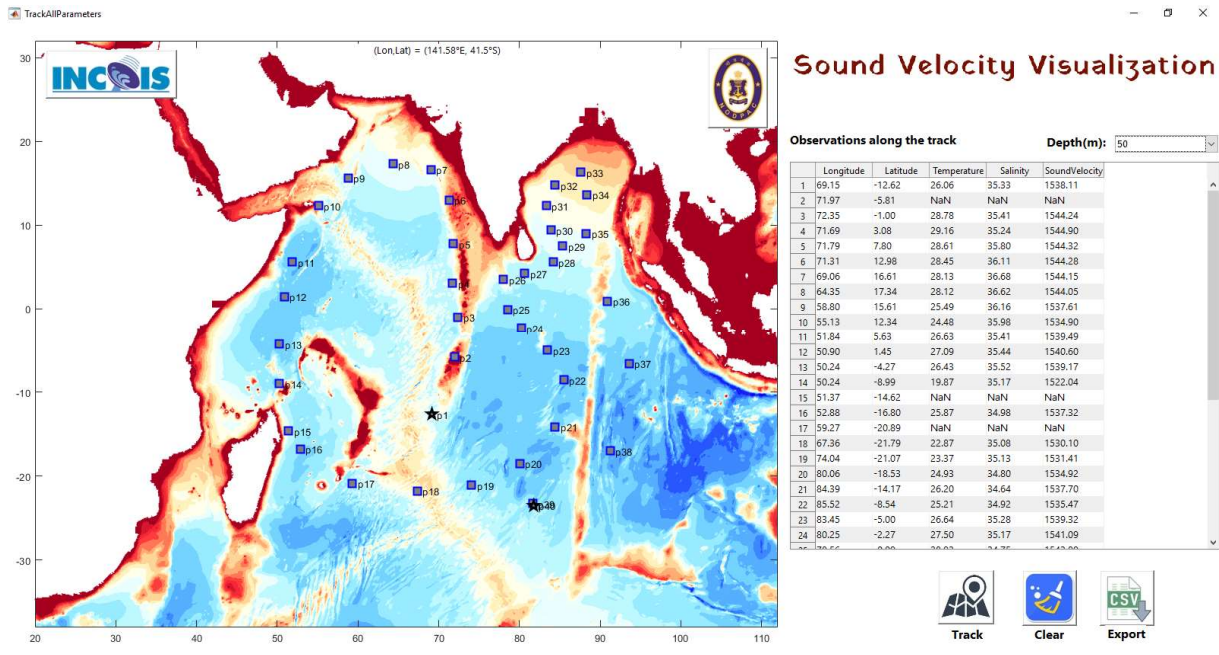 TrackAllParameters
(Lon,Lat) = (141.58°E, 41.5°S)
INCOIS
NODPAC
Sound Velocity Visualization
Observations along the track
Depth(m): 50
Longitude Latitude Temperature Salinity SoundVelocity
1 69.15 -12.62 26.06 35.33 1538.11
2 71.97 -5.81 NaN NaN NaN
3 72.35 -1.00 28.78 35.41 1544.24
4 71.69 3.08 29.16 35.24 1544.90
5 71.79 7.80 28.61 35.80 1544.32
6 71.31 12.98 28.45 36.11 1544.28
7 69.06 16.61 28.13 36.68 1544.15
8 64.35 17.34 28.12 36.62 1544.05
9 58.80 15.61 25.49 36.16 1537.61
10 55.13 12.34 24.48 35.98 1534.90
11 51.84 5.63 26.63 35.41 1539.49
12 50.90 1.45 27.09 35.44 1540.60
13 50.24 -4.27 26.43 35.52 1539.17
14 50.24 -8.99 19.87 35.17 1522.04
15 51.37 -14.62 NaN NaN NaN
16 52.88 -16.80 25.87 34.98 1537.32
17 59.27 -20.89 NaN NaN NaN
18 67.36 -21.79 22.87 35.08 1530.10
19 74.04 -21.07 23.37 35.13 1531.41
20 80.06 -18.53 24.93 34.80 1534.92
21 84.39 -14.17 26.20 34.64 1537.70
22 85.52 -8.54 25.21 34.92 1535.47
23 83.45 -5.00 26.64 35.28 1539.32
24 80.25 -2.27 27.50 35.17 1541.09
30
20
10
0
-10
-20
-30
20 30 40 50 60 70 80 90 100 110
p8
p7
p9
p6
p10
p5
p11
p4
p12
p3
p13
p2
p14
p1
p15
p16
p17
p18
p19
p20
p21
p22
p23
p24
p25
p26
p27
p28
p29
p30
p31
p32
p33
p34
p35
p36
p37
p38
Track
Clear
CSV
Export